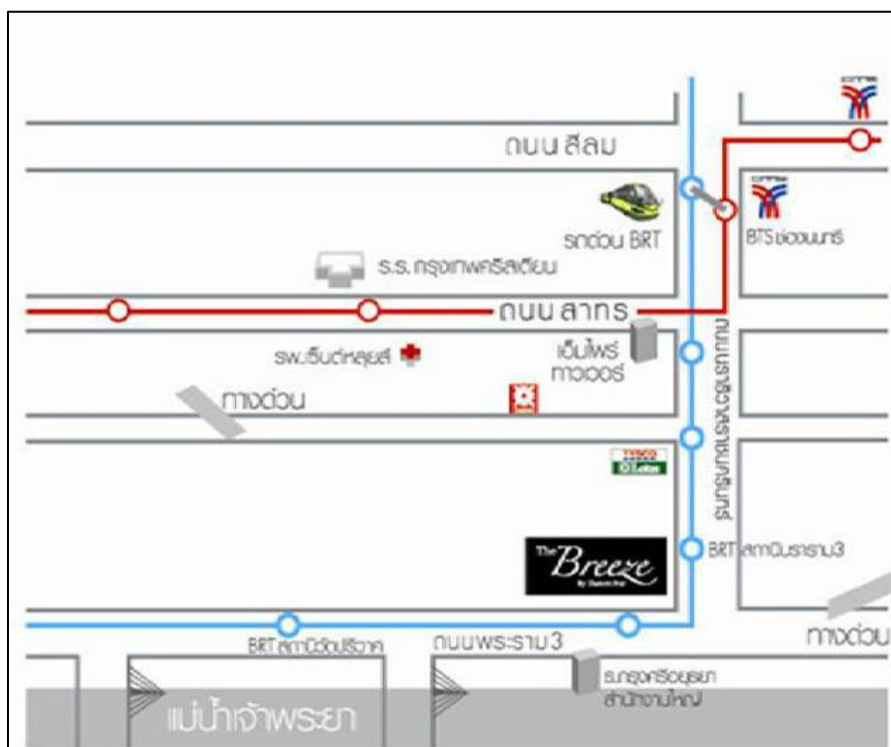 ถนน สีลม
รถด่วน BRT
BTS ช่องนนทรี
ร.ร. กรุงเทพคริสเตียน
ถนน สาทร
รพ.เซ็นต์หลุยส์
เอ็มไพร์
ทาวเออร์
ทางด่วน
ถนนนราธิวาสราชนครินทร์
TESCO
Lotus
The
Breeze
BRT สถานีนราราม3
BRT สถานีวัดปริวาศ
ถนนพระราม 3
ทางด่วน
ธ.กรุงศรีอยุธยา
สำนักงานใหญ่
แม่น้ำเจ้าพระยา